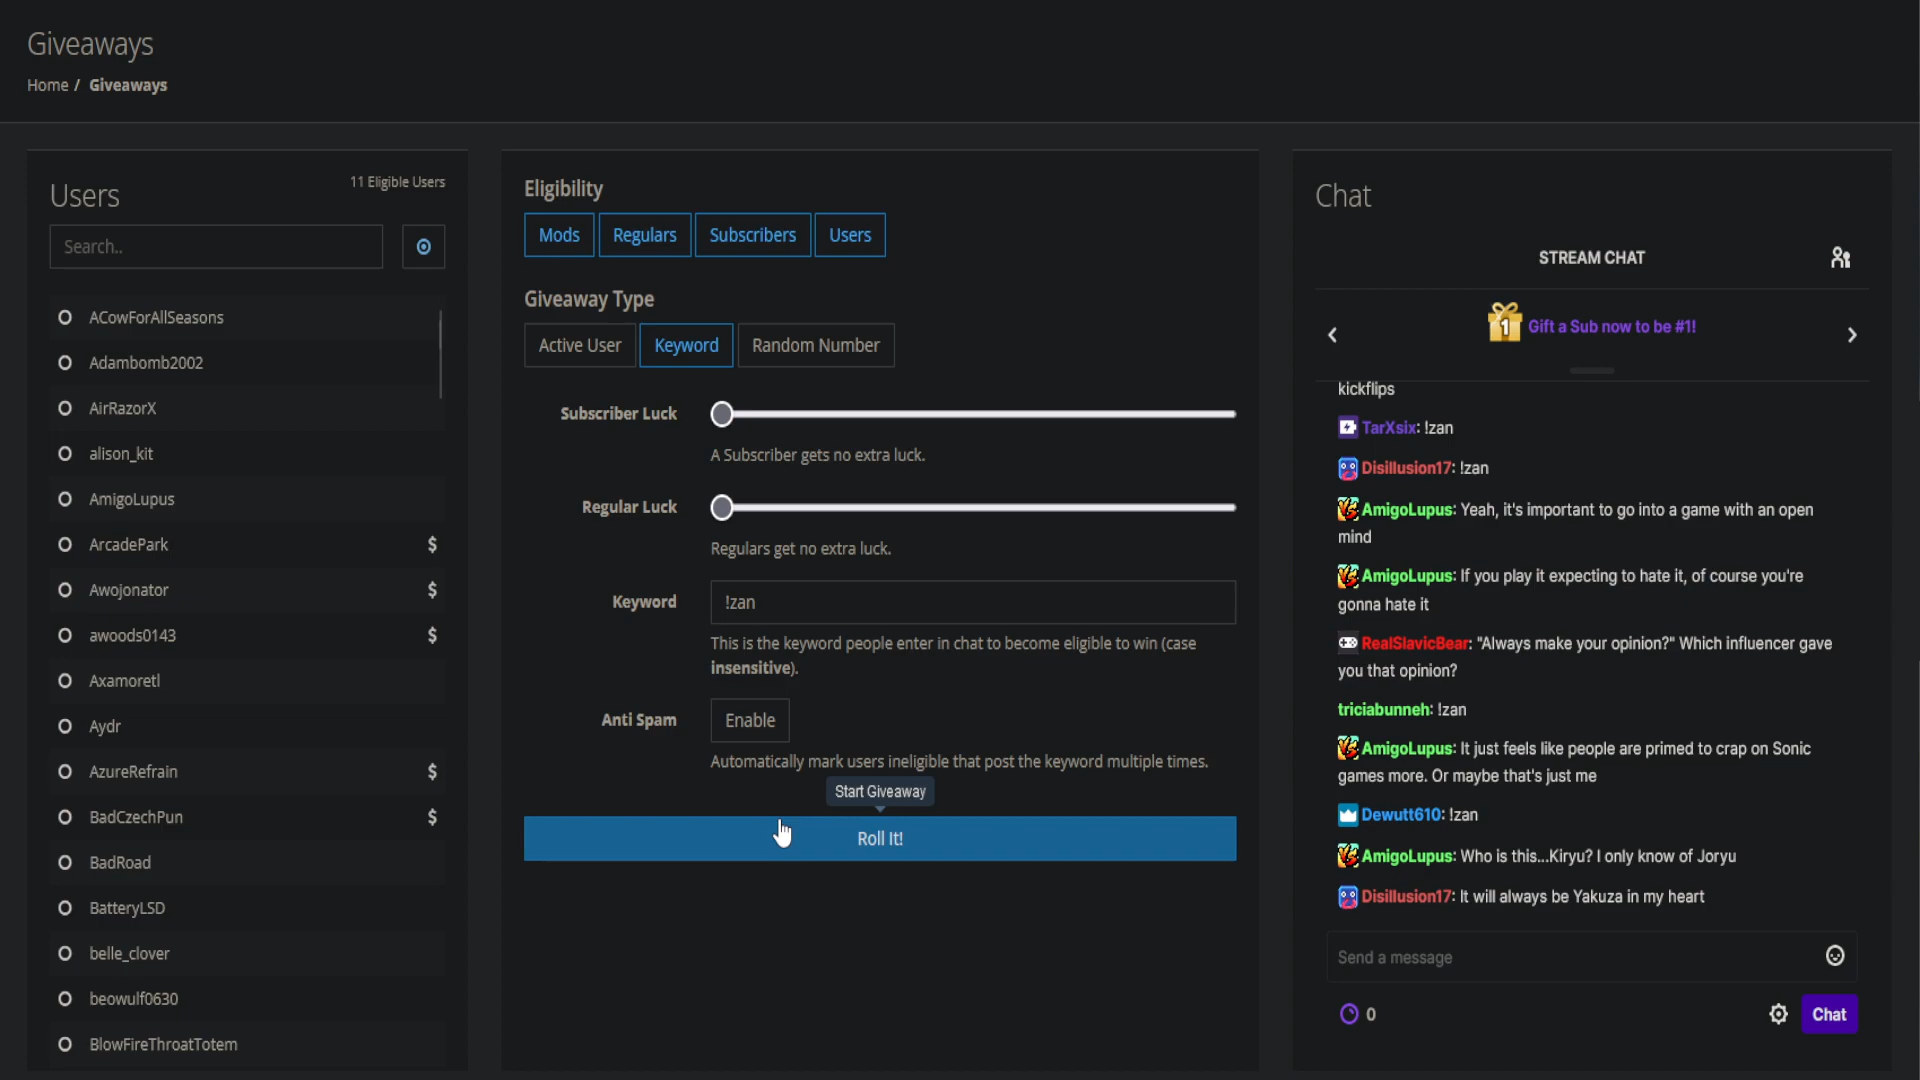 Giveaways
Home / Giveaways
Users
11 Eligible Users
Search..
ACowForAllSeasons
Adambomb2002
AirRazorX
alison_kit
AmigoLupus
ArcadePark $
Awojonator $
awoods0143 $
Axamoretl
Aydr
AzureRefrain $
BadCzechPun $
BadRoad
BatteryLSD
belle_clover
beowulf0630
BlowFireThroatTotem
Eligibility
Mods Regulars Subscribers Users
Giveaway Type
Active User Keyword Random Number
Subscriber Luck
A Subscriber gets no extra luck.
Regular Luck
Regulars get no extra luck.
Keyword !zan
This is the keyword people enter in chat to become eligible to win (case
insensitive).
Anti Spam Enable
Automatically mark users ineligible that post the keyword multiple times.
Start Giveaway
Roll It!
Chat
STREAM CHAT
1 Gift a Sub now to be #1!
kickflips
TarXsix: !zan
Disillusion17: !zan
AmigoLupus: Yeah, it's important to go into a game with an open
mind
AmigoLupus: If you play it expecting to hate it, of course you're
gonna hate it
RealSlavicBear: "Always make your opinion?" Which influencer gave
you that opinion?
triciabunneh: !zan
AmigoLupus: It just feels like people are primed to crap on Sonic
games more. Or maybe that's just me
Dewutt610: !zan
AmigoLupus: Who is this...Kiryu? I only know of Joryu
Disillusion17: It will always be Yakuza in my heart
Send a message
0
Chat